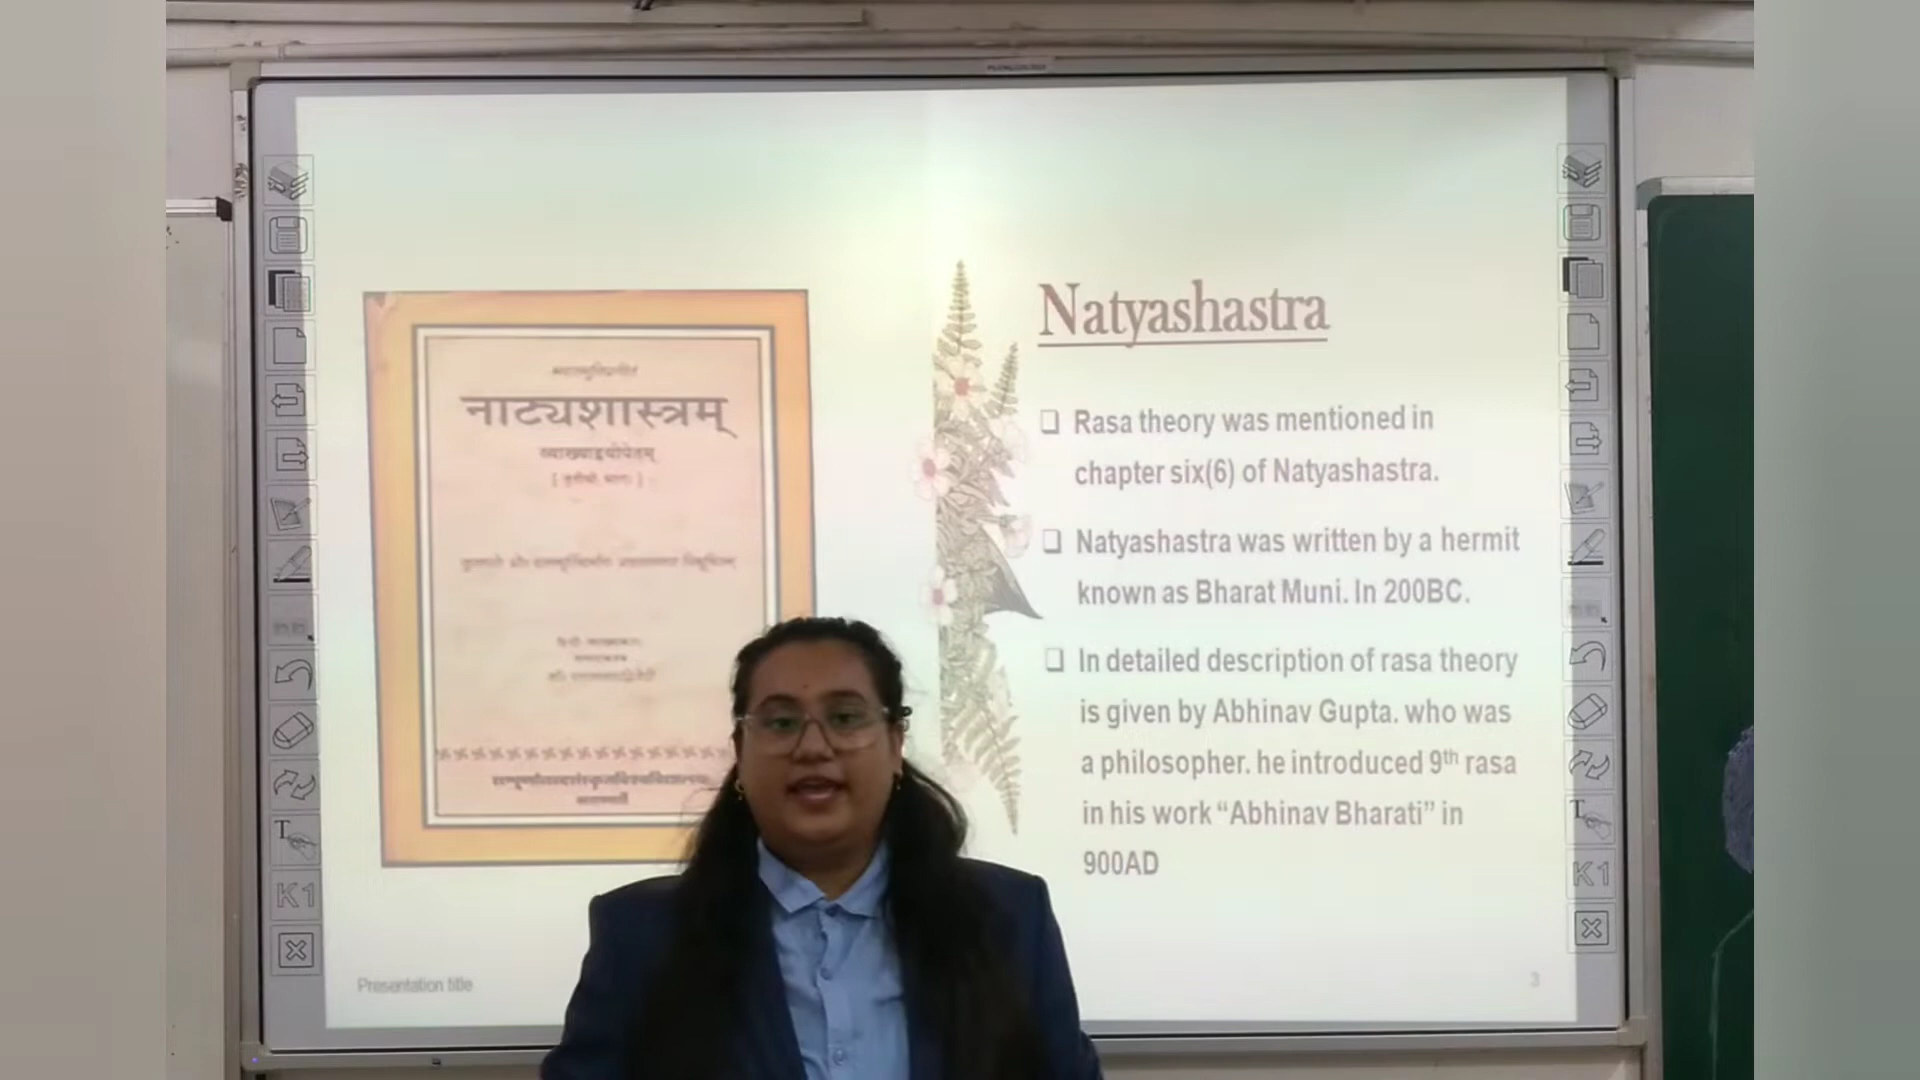 नाट्यशास्त्रम्
Natyashastra
Rasa theory was mentioned in
chapter six(6) of Natyashastra.
Natyashastra was written by a hermit
known as Bharat Muni. In 200BC.
In detailed description of rasa theory
is given by Abhinav Gupta. who was
a philosopher. he introduced 9th rasa
in his work “Abhinav Bharati” in
900AD
Presentation title
3
T
K1
T
K1